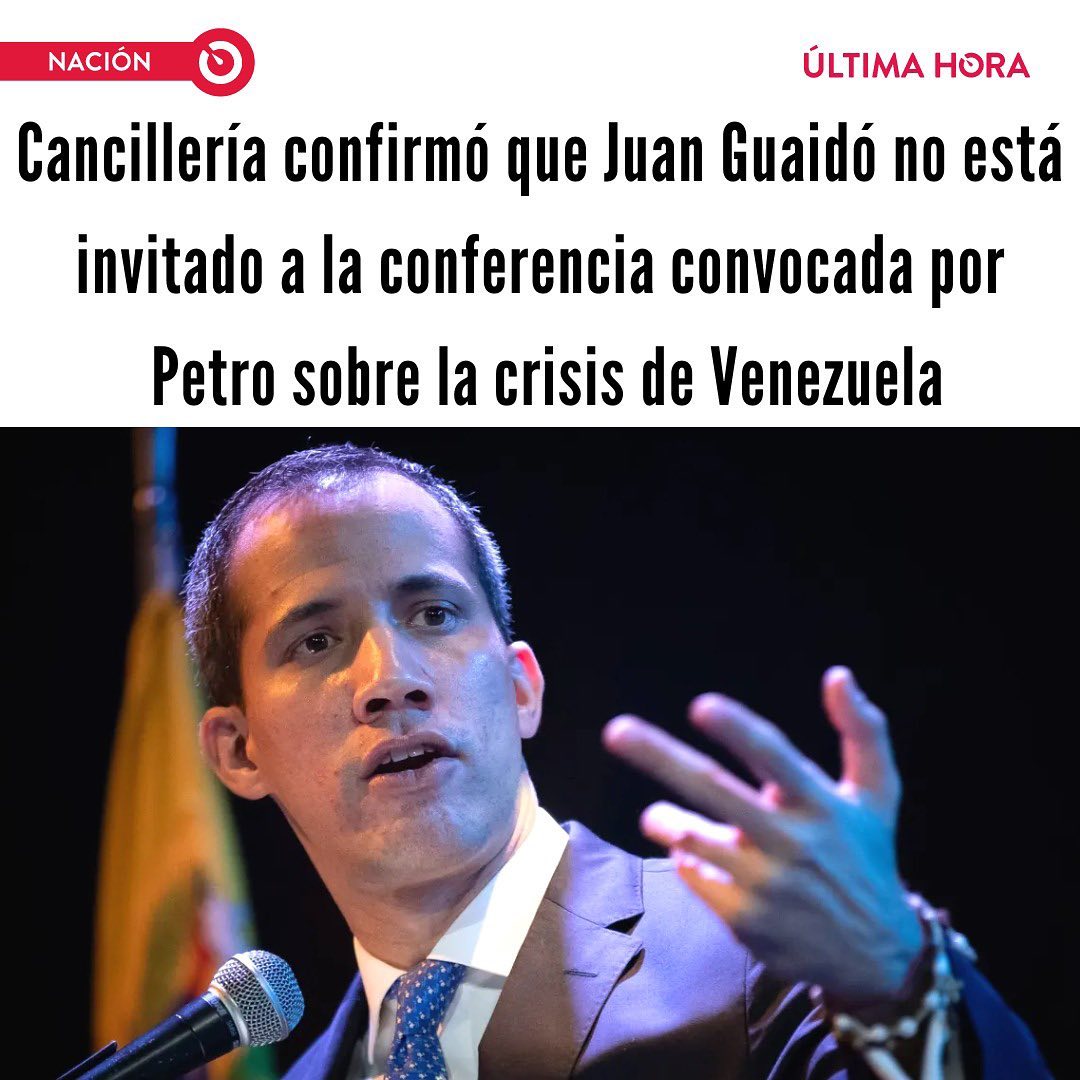 NACIÓN
ÚLTIMA HORA
Cancillería confirmó que Juan Guaidó no está
invitado a la conferencia convocada por
Petro sobre la crisis de Venezuela